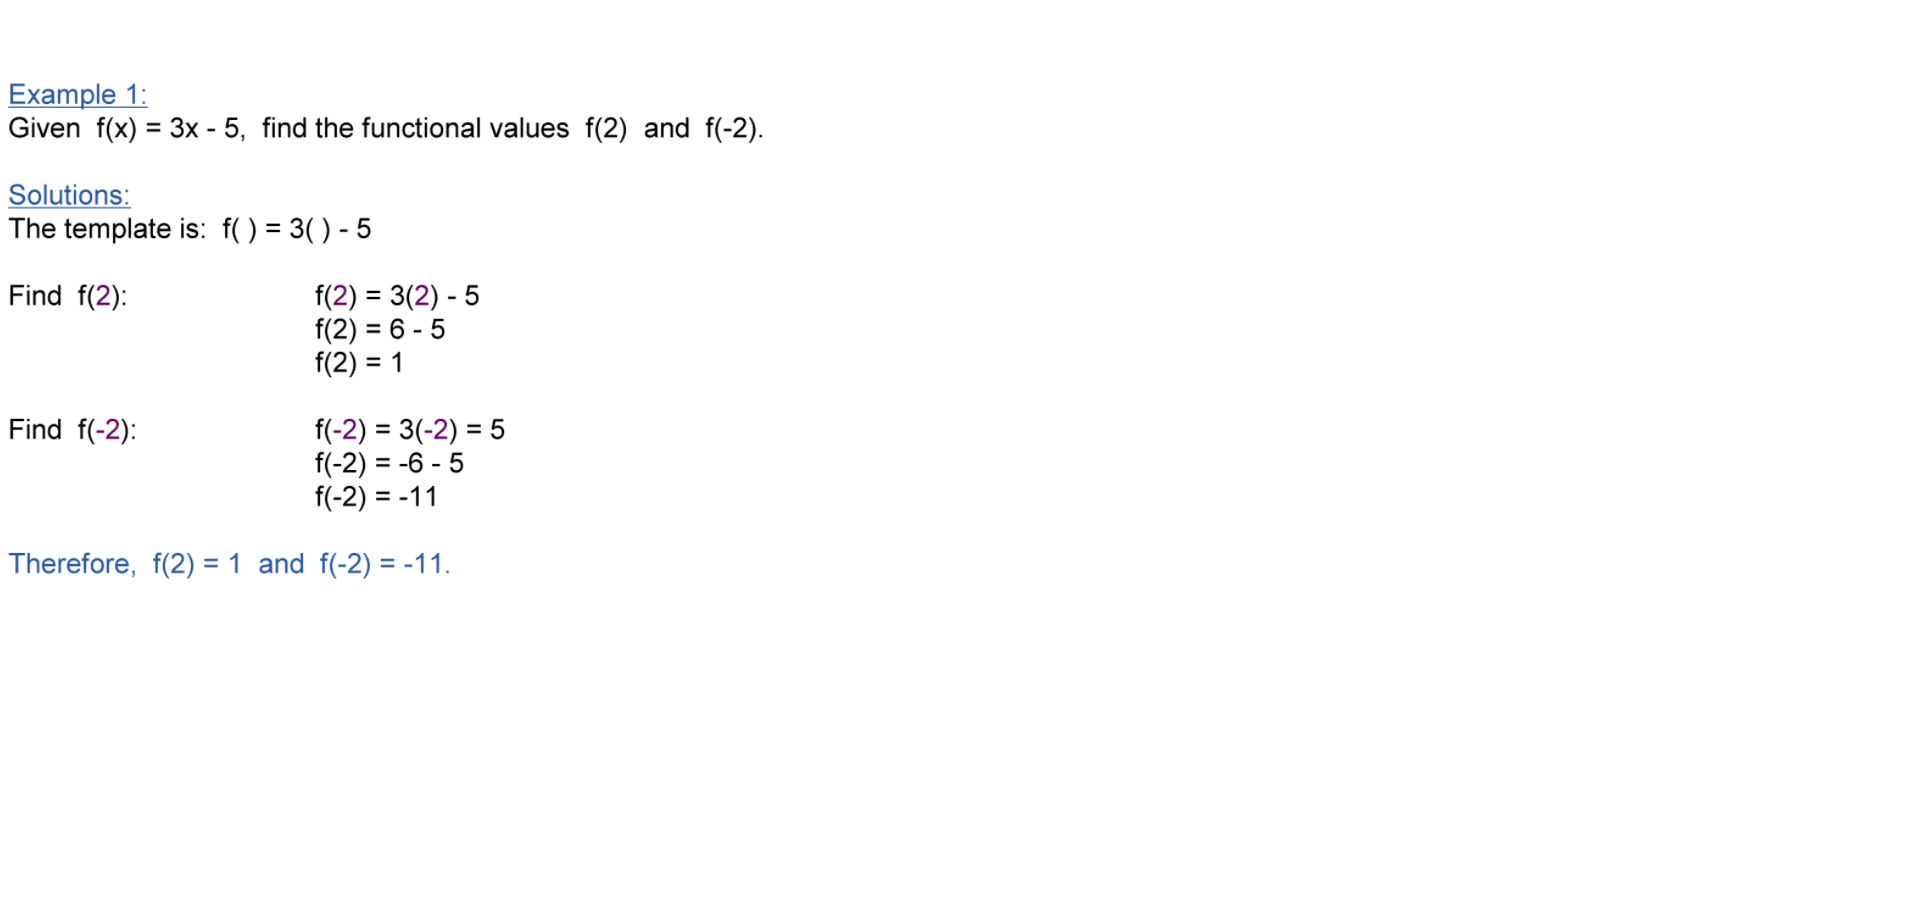 Example 1:
Given f(x) = 3x - 5, find the functional values f(2) and f(-2).
Solutions:
The template is: f( ) = 3( ) - 5
Find f(2): f(2) = 3(2) - 5
f(2) = 6 - 5
f(2) = 1
Find f(-2): f(-2) = 3(-2) = 5
f(-2) = -6 - 5
f(-2) = -11
Therefore, f(2) = 1 and f(-2) = -11.